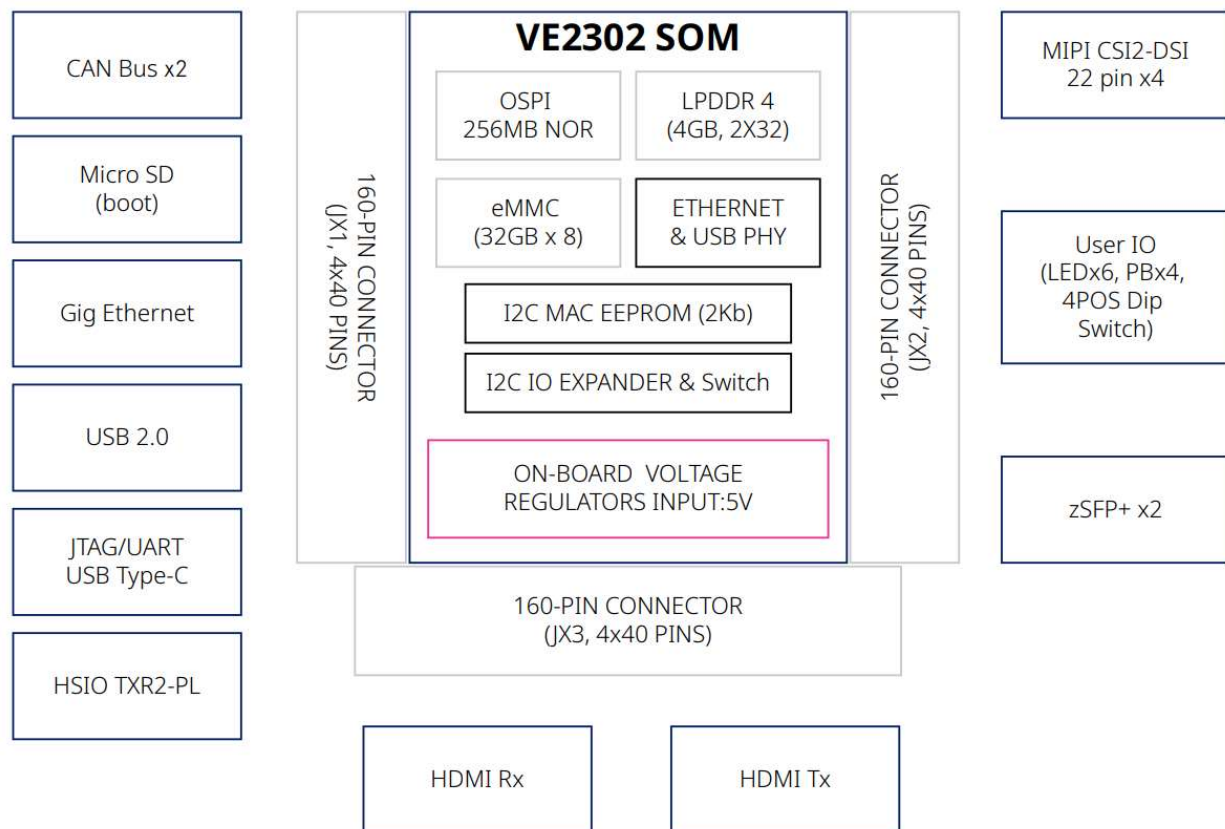 CAN Bus x2
Micro SD
(boot)
Gig Ethernet
USB 2.0
JTAG/UART
USB Type-C
HSIO TXR2-PL
160-PIN CONNECTOR
(JX1, 4x40 PINS)
VE2302 SOM
OSPI
256MB NOR
LPDDR 4
(4GB, 2X32)
eMMC
(32GB x 8)
ETHERNET
& USB PHY
I2C MAC EEPROM (2Kb)
I2C IO EXPANDER & Switch
ON-BOARD VOLTAGE
REGULATORS INPUT:5V
160-PIN CONNECTOR
(JX2, 4x40 PINS)
160-PIN CONNECTOR
(JX3, 4x40 PINS)
MIPI CSI2-DSI
22 pin x4
User IO
(LEDx6, PBx4,
4POS Dip
Switch)
zSFP+ x2
HDMI Rx
HDMI Tx